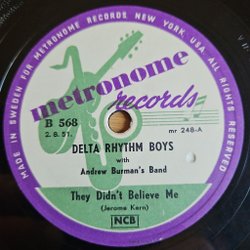 MADE IN SWEDEN FOR METRONOME RECORDS NEW YORK USA. ALL RIGHTS RESERVED
metronome
records
B 568
2. 8. 51.
mr 248-A
DELTA RHYTHM BOYS
with
Andrew Burman's Band
They Didn't Believe Me
(Jerome Kern)
NCB